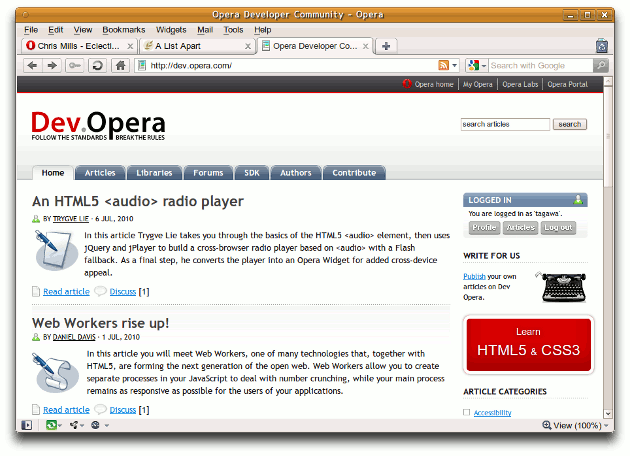 Opera Developer Community - Opera
File Edit View Bookmarks Widgets Mail Tools Help
Chris Mills - Eclecti... A List Apart Opera Developer Co...
http://dev.opera.com/ Search with Google
Opera home My Opera Opera Labs Opera Portal
Dev.Opera
FOLLOW THE STANDARDS BREAK THE RULES
search articles search
Home Articles Libraries Forums SDK Authors Contribute
An HTML5 <audio> radio player
BY TRYGVE LIE · 6 JUL, 2010
In this article Trygve Lie takes you through the basics of the HTML5 <audio> element, then uses
jQuery and jPlayer to build a cross-browser radio player based on <audio> with a Flash
fallback. As a final step, he converts the player into an Opera Widget for added cross-device
appeal.
Read article Discuss [1]
Web Workers rise up!
BY DANIEL DAVIS · 1 JUL, 2010
In this article you will meet Web Workers, one of many technologies that, together with
HTML5, are forming the next generation of the open web. Web Workers allow you to create
separate processes in your JavaScript to deal with number crunching, while your main process
remains as responsive as possible for the users of your applications.
Read article Discuss [1]
LOGGED IN
You are logged in as 'tagawa'.
Profile Articles Log out
WRITE FOR US
Publish your own
articles on Dev
Opera.
Learn
HTML5 & CSS3
ARTICLE CATEGORIES
Accessibility
View (100%)